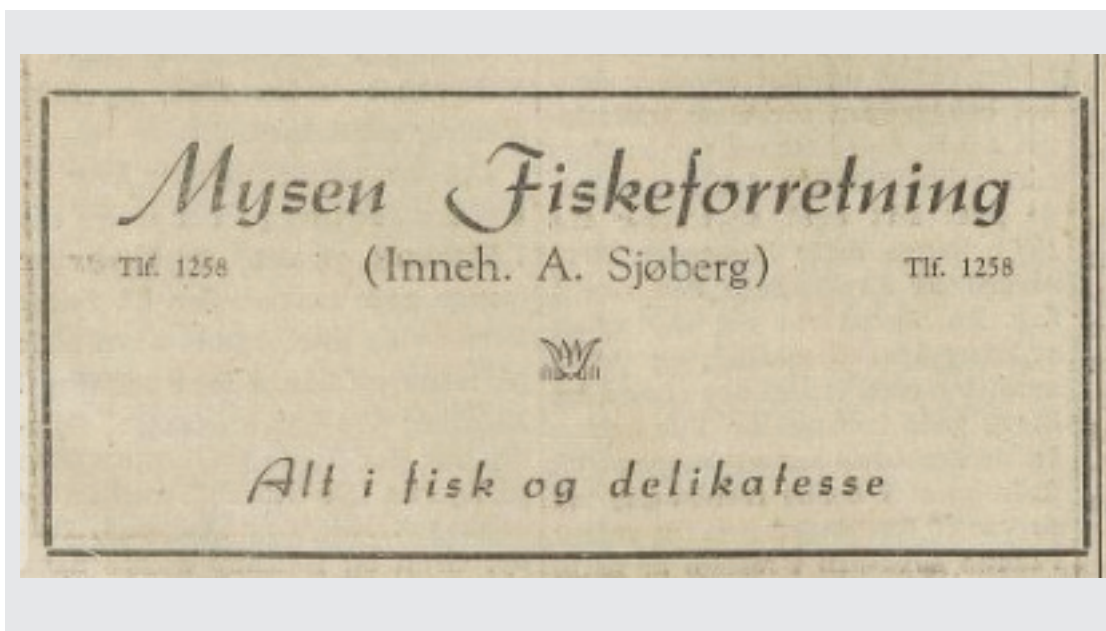 Mysen Fiskeforretning
Tlf. 1258 (Inneh. A. Sjøberg) Tlf. 1258
Alt i fisk og delikatesse